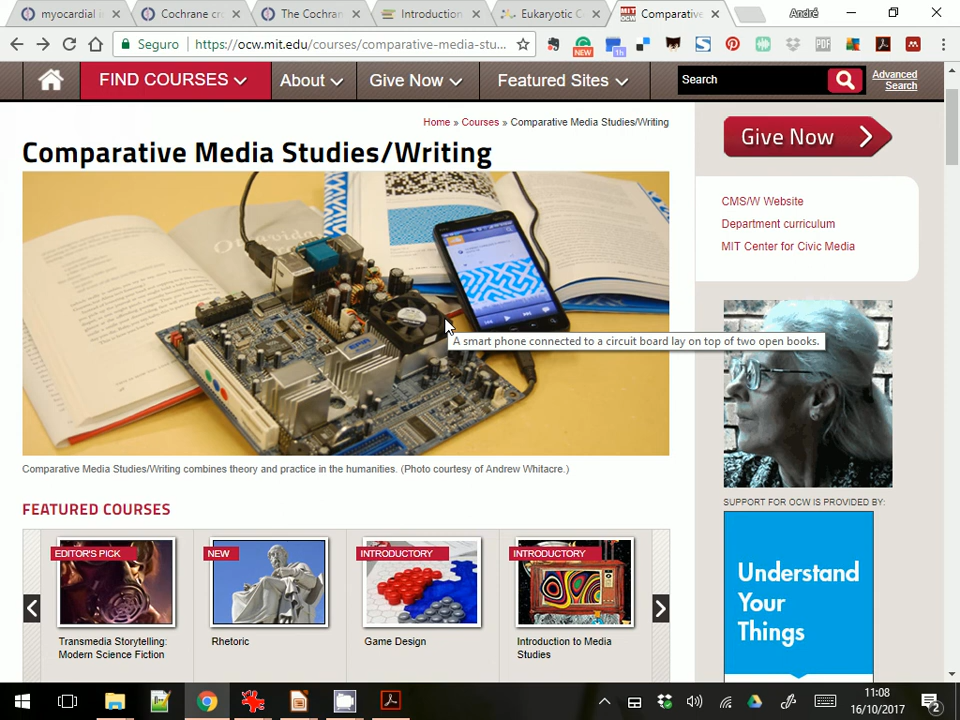 myocardial in
Cochrane cr
The Cochran
Introduction
Eukaryotic C
Comparative
André
Seguro
https://ocw.mit.edu/courses/comparative-media-stu...
NEW
1h
PDF
FIND COURSES
About
Give Now
Featured Sites
Search
Advanced
Search
Home » Courses » Comparative Media Studies/Writing
Comparative Media Studies/Writing
Give Now
CMS/W Website
Department curriculum
MIT Center for Civic Media
A smart phone connected to a circuit board lay on top of two open books.
Comparative Media Studies/Writing combines theory and practice in the humanities. (Photo courtesy of Andrew Whitacre.)
SUPPORT FOR OCW IS PROVIDED BY:
FEATURED COURSES
EDITOR'S PICK
NEW
INTRODUCTORY
INTRODUCTORY
Transmedia Storytelling:
Modern Science Fiction
Rhetoric
Game Design
Introduction to Media
Studies
Understand
Your
Things
11:08
16/10/2017
2